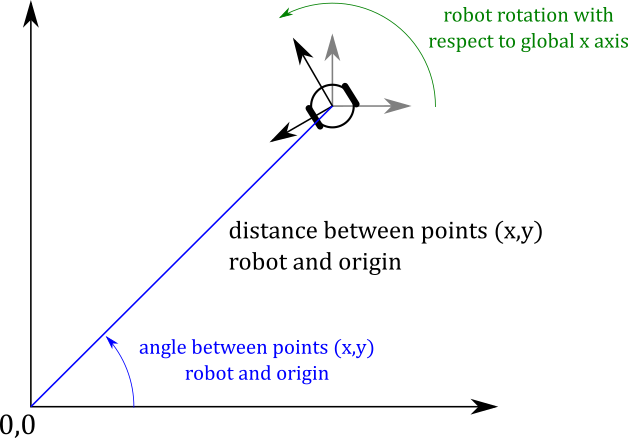 robot rotation with
respect to global x axis
distance between points (x,y)
robot and origin
angle between points (x,y)
robot and origin
0,0